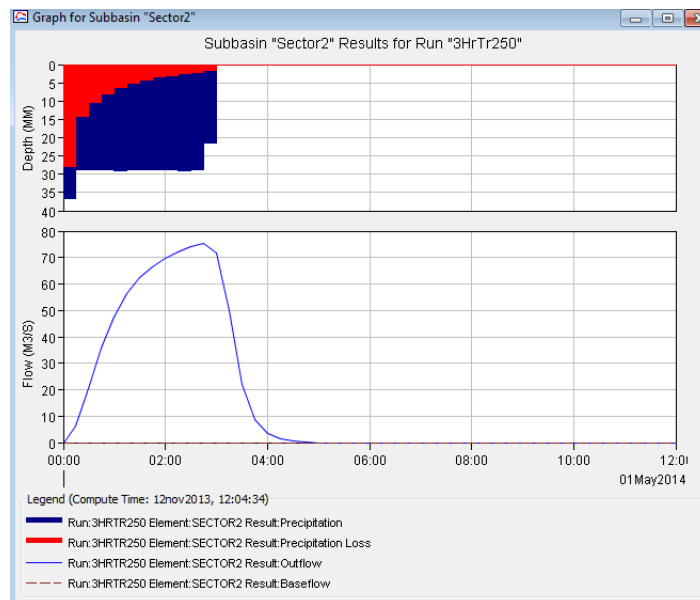 Graph for Subbasin "Sector2"
Subbasin "Sector2" Results for Run "3HrTr250"
Depth (MM)
0
5
10
15
20
25
30
35
40
Flow (M3/S)
80
70
60
50
40
30
20
10
0
00:00 02:00 04:00 06:00 08:00 10:00 12:0
01May2014
Legend (Compute Time: 12nov2013, 12:04:34)
Run:3HRTR250 Element:SECTOR2 Result:Precipitation
Run:3HRTR250 Element:SECTOR2 Result:Precipitation Loss
Run:3HRTR250 Element:SECTOR2 Result:Outflow
Run:3HRTR250 Element:SECTOR2 Result:Baseflow